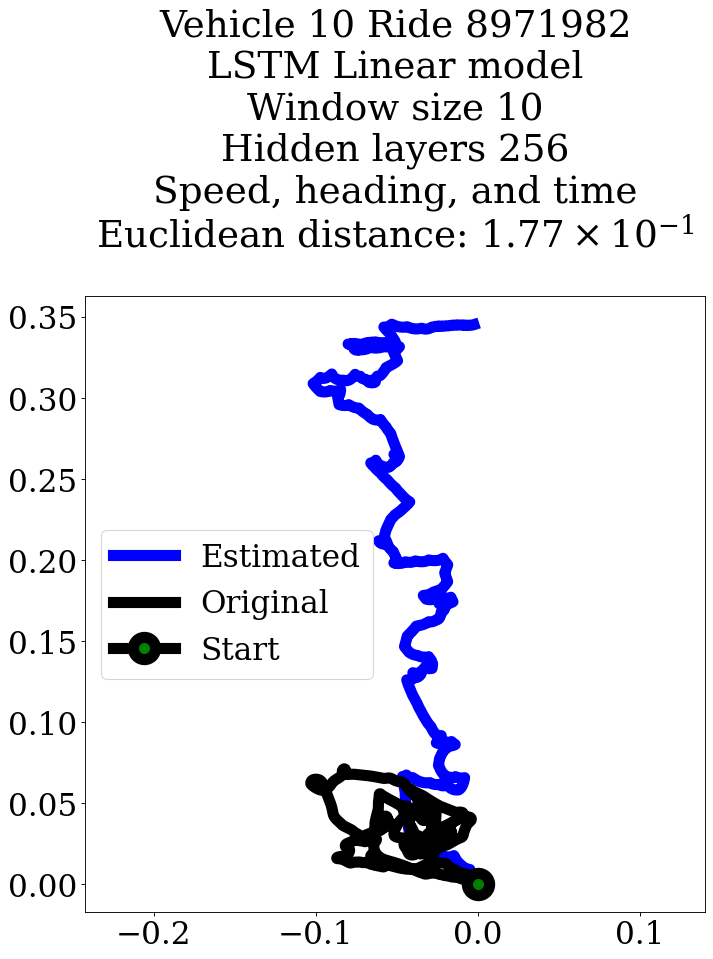 Vehicle 10 Ride 8971982
LSTM Linear model
Window size 10
Hidden layers 256
Speed, heading, and time
Euclidean distance: 1.77 × 10⁻¹
0.35
0.30
0.25
0.20
0.15
0.10
0.05
0.00
Estimated
Original
Start
−0.2 −0.1 0.0 0.1